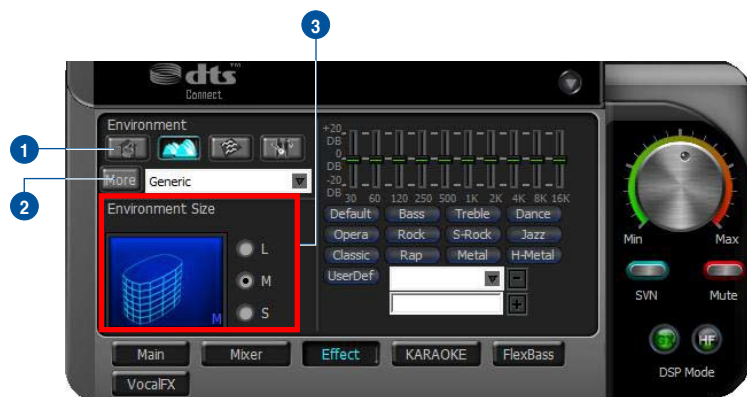 3
dts™
Connect
Environment
1
More Generic
2
Environment Size
L
M
S
M
+20
DB
0
DB
-20
DB
30 60 120 250 500 1K 2K 4K 8K 16K
Default Bass Treble Dance
Opera Rock S-Rock Jazz
Classic Rap Metal H-Metal
UserDef
-
+
Min Max
SVN Mute
HF
DSP Mode
Main Mixer Effect KARAOKE FlexBass
VocalFX